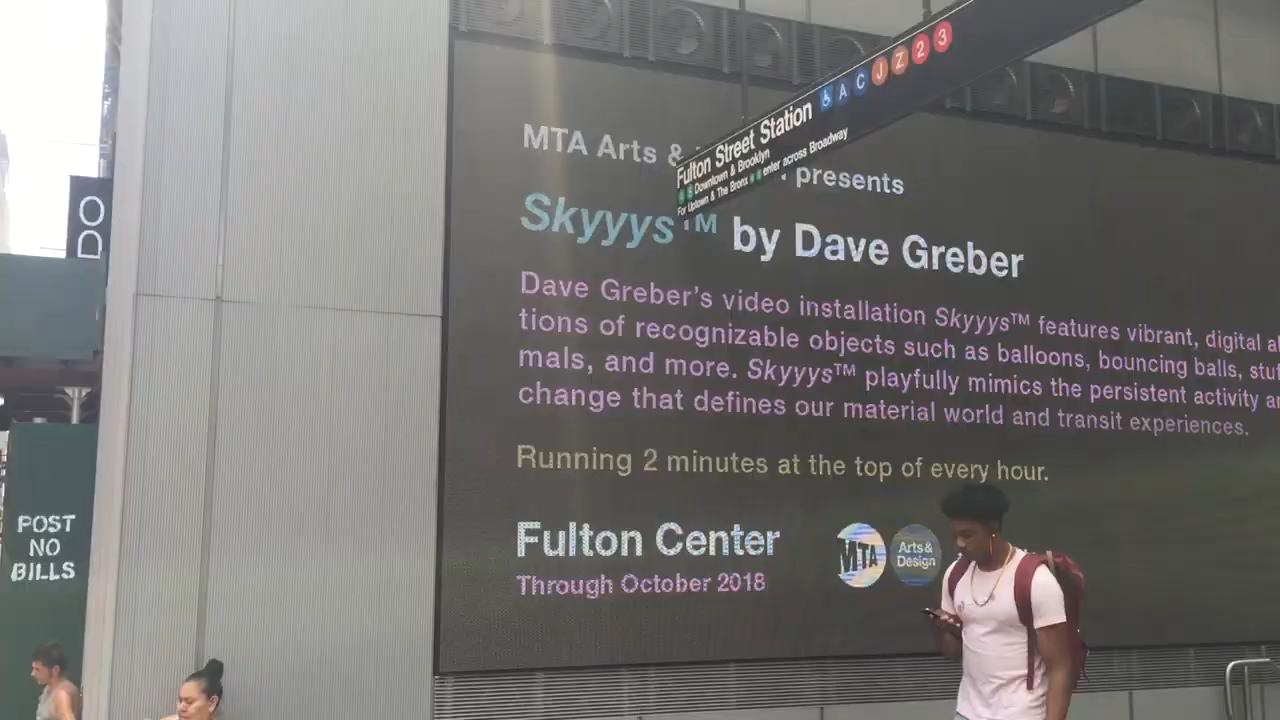 MTA Arts &
presents
Skyyys™ by Dave Greber
Dave Greber's video installation Skyyys™ features vibrant, digital
tions of recognizable objects such as balloons, bouncing balls,
mals, and more. Skyyys™ playfully mimics the persistent activity
change that defines our material world and transit experiences.
Running 2 minutes at the top of every hour.
Fulton Center
Through October 2018
MTA
Arts &
Design
Fulton Street Station A C J Z 2 3
Downtown & Brooklyn
For Uptown & The Bronx enter across Broadway
DO
POST
NO
BILLS